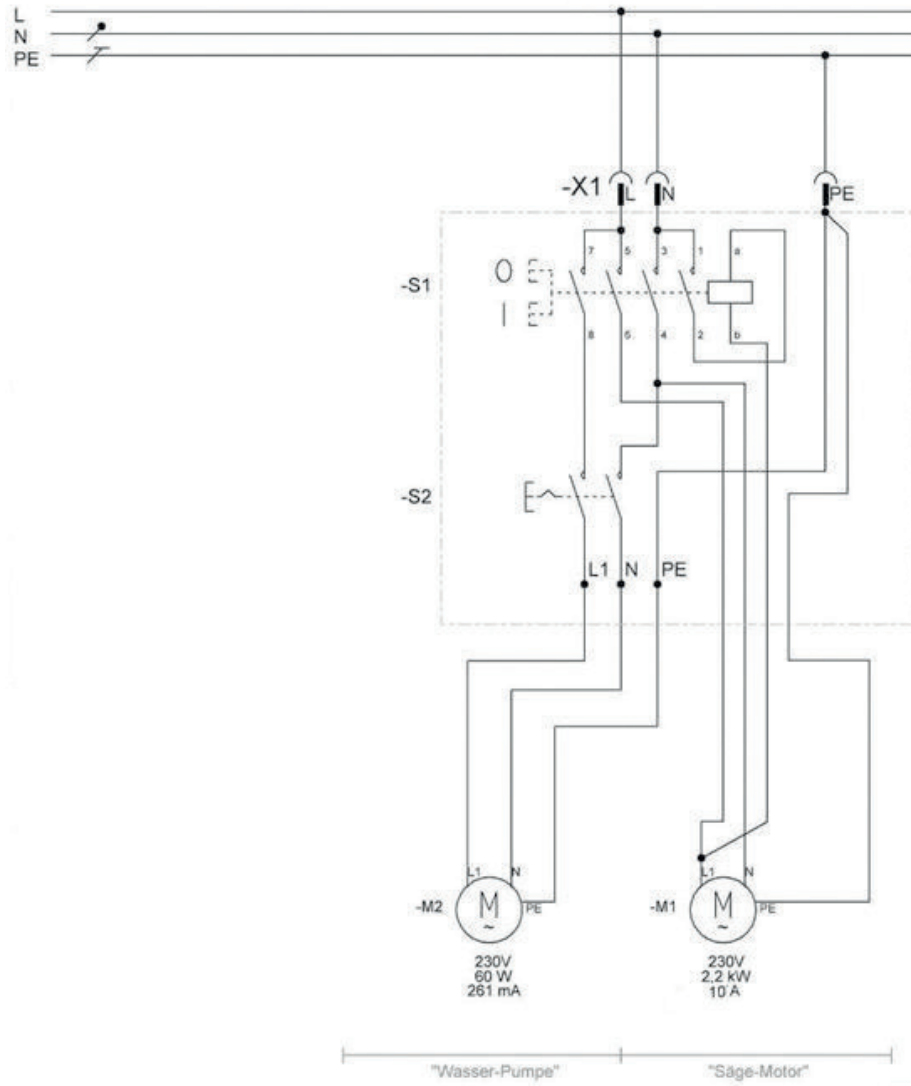 L
N
PE
-X1 L N PE
7 5 3 1 a
-S1 O
I
8 6 4 2 b
-S2
L1 N PE
L1 N L1 N
-M2 M ~ PE -M1 M ~ PE
230V 230V
60 W 2,2 kW
261 mA 10 A
"Wasser-Pumpe" "Säge-Motor"